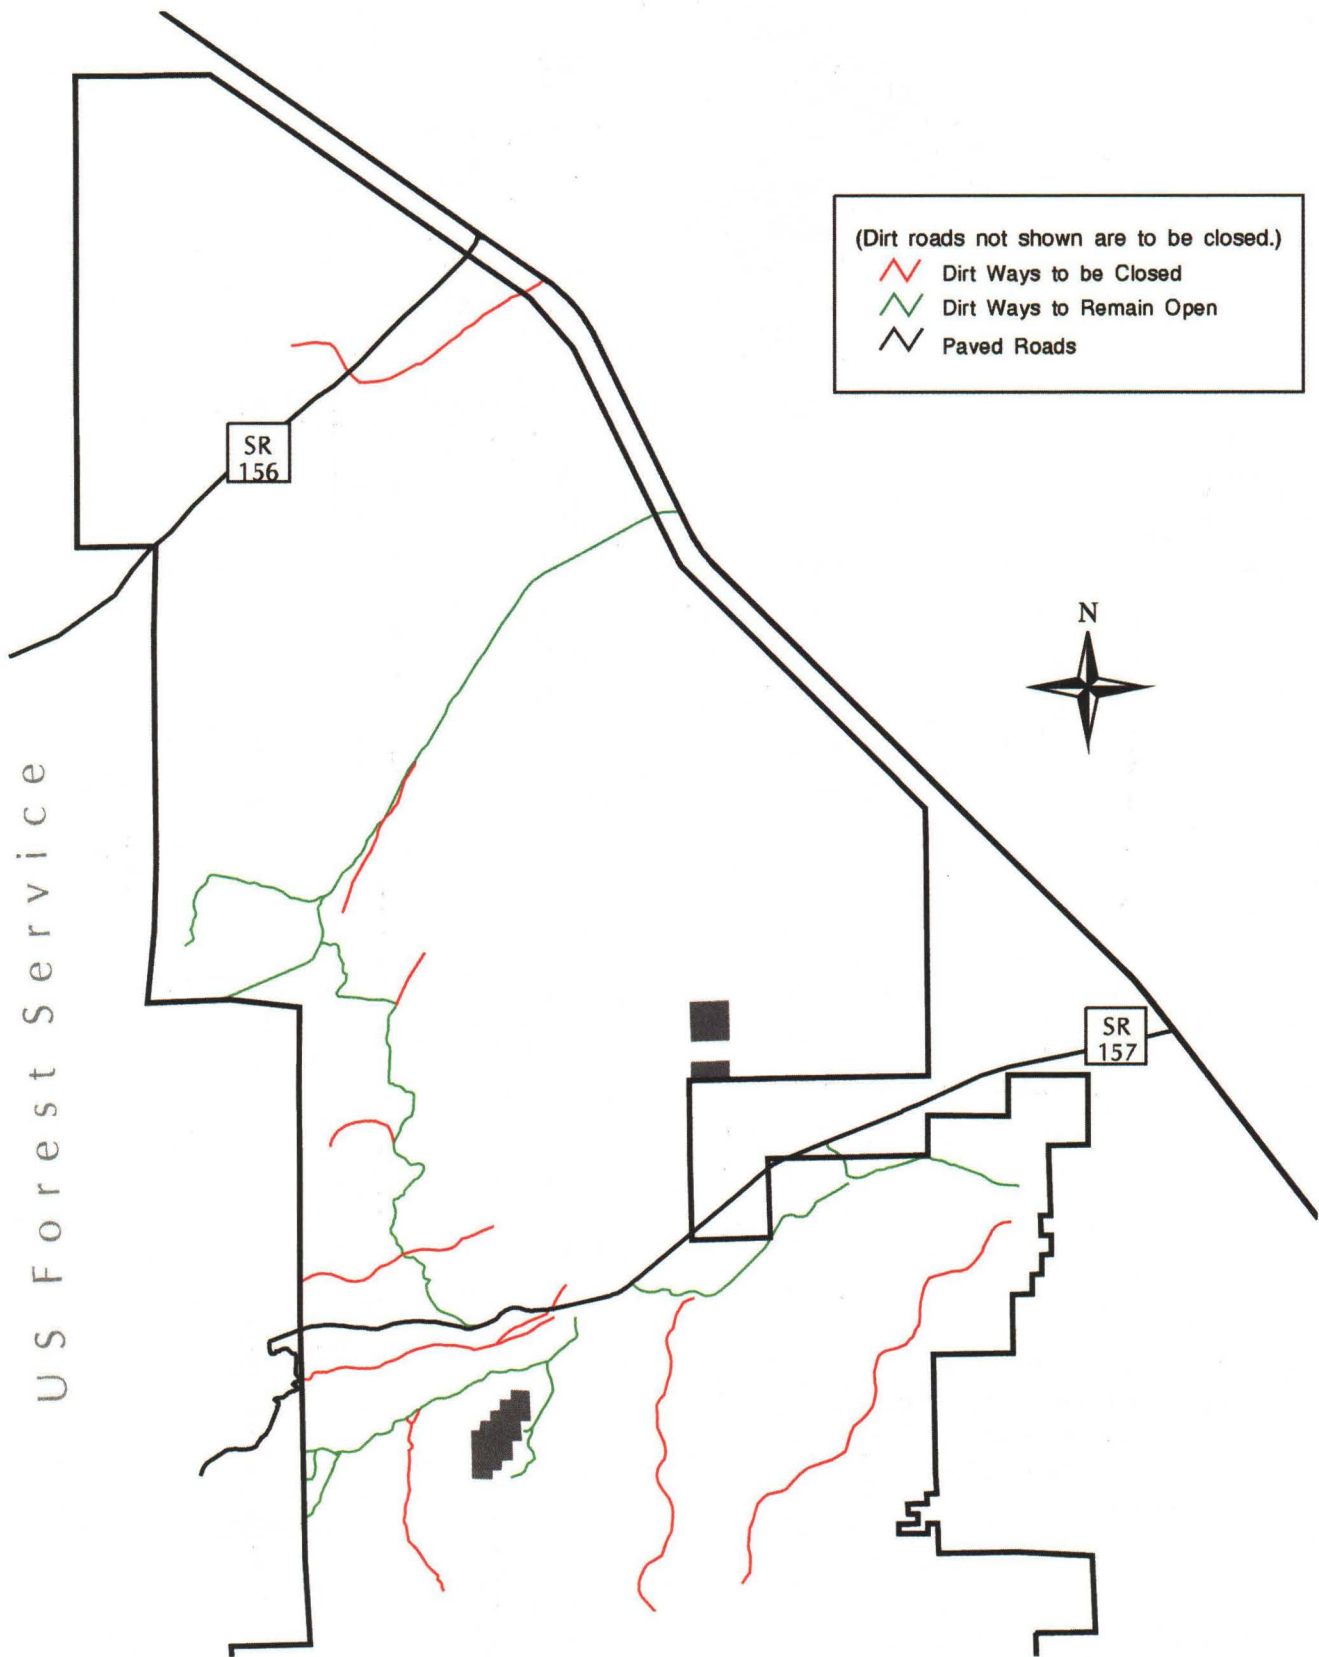 (Dirt roads not shown are to be closed.)
Dirt Ways to be Closed
Dirt Ways to Remain Open
Paved Roads
SR
156
N
US Forest Service
SR
157